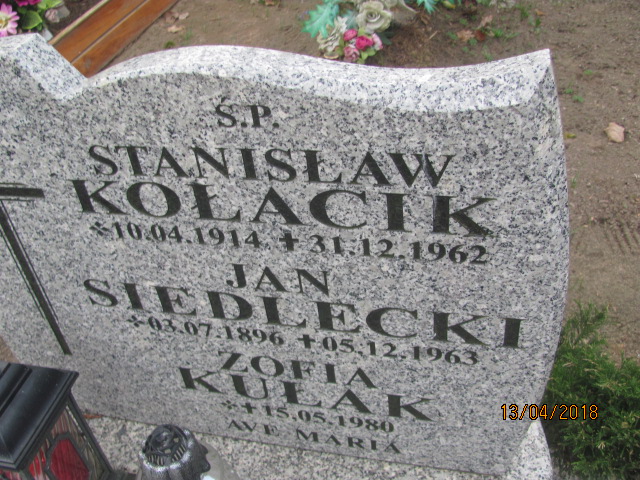 Ś.P.
STANISŁAW
KOŁACIK
*10.04.1914 +31.12.1962
JAN
SIEDLECKI
*03.07.1896 +05.12.1963
ZOFIA
KUŁAK
*+15.05.1980
AVE MARIA
13/04/2018